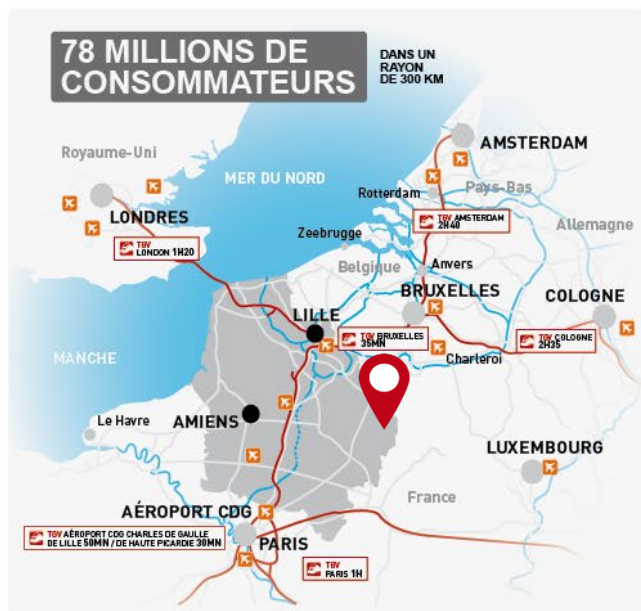 78 MILLIONS DE
CONSOMMATEURS
DANS UN
RAYON
DE 300 KM
AMSTERDAM
Royaume-Uni
MER DU NORD
Pays-Bas
Rotterdam
LONDRES
TGV AMSTERDAM
2H40
Allemagne
Zeebrugge
TGV
LONDON 1H20
Anvers
Belgique
BRUXELLES
COLOGNE
LILLE
TGV BRUXELLES
35MN
TGV COLOGNE
2H35
MANCHE
Charleroi
AMIENS
Le Havre
LUXEMBOURG
France
AÉROPORT CDG
TGV AÉROPORT CDG CHARLES DE GAULLE
DE LILLE 50MN / DE HAUTE PICARDIE 30MN
PARIS
TGV
PARIS 1H